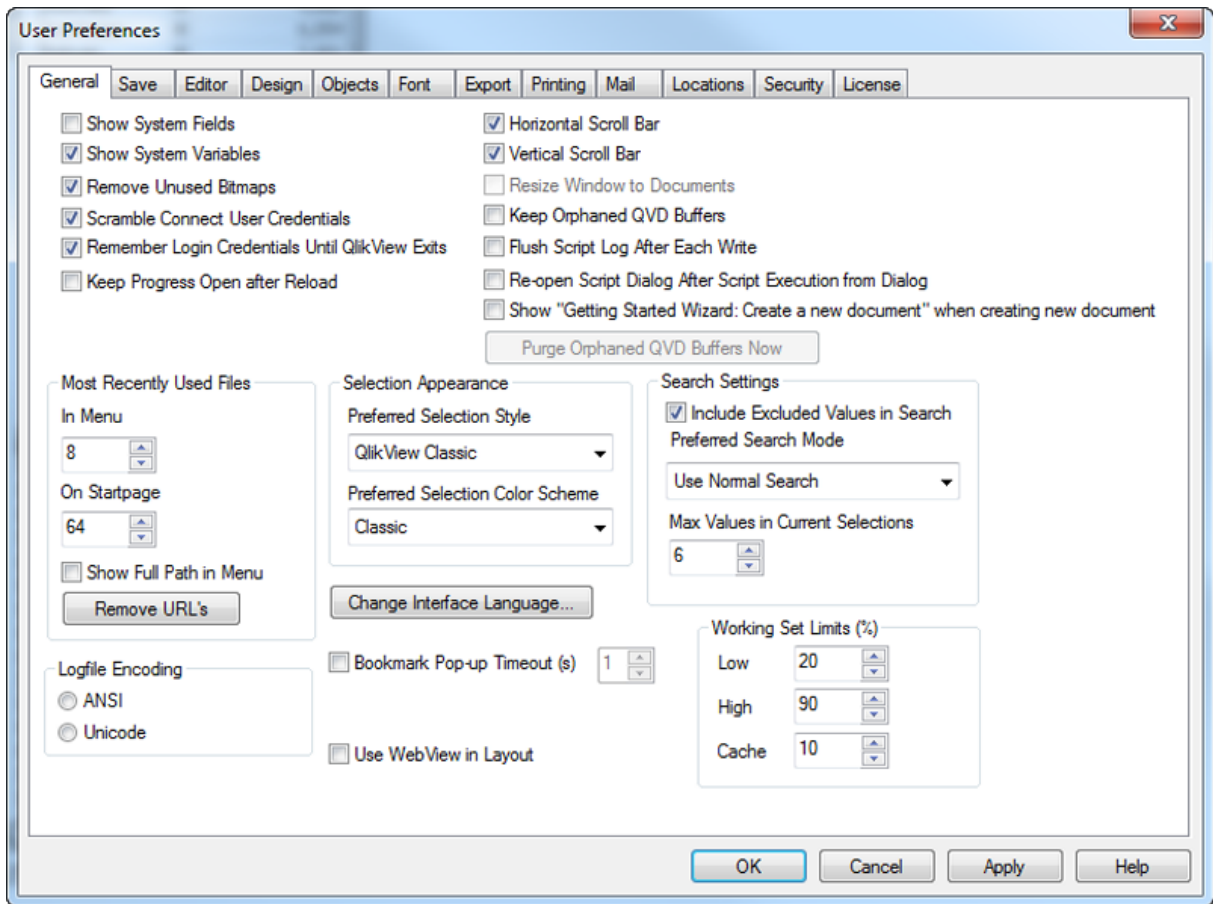 User Preferences
General Save Editor Design Objects Font Export Printing Mail Locations Security License
Show System Fields
Show System Variables
Remove Unused Bitmaps
Scramble Connect User Credentials
Remember Login Credentials Until QlikView Exits
Keep Progress Open after Reload
Horizontal Scroll Bar
Vertical Scroll Bar
Resize Window to Documents
Keep Orphaned QVD Buffers
Flush Script Log After Each Write
Re-open Script Dialog After Script Execution from Dialog
Show "Getting Started Wizard: Create a new document" when creating new document
Purge Orphaned QVD Buffers Now
Most Recently Used Files
In Menu
8
On Startpage
64
Show Full Path in Menu
Remove URL's
Logfile Encoding
ANSI
Unicode
Selection Appearance
Preferred Selection Style
QlikView Classic
Preferred Selection Color Scheme
Classic
Change Interface Language...
Bookmark Pop-up Timeout (s) 1
Use WebView in Layout
Search Settings
Include Excluded Values in Search
Preferred Search Mode
Use Normal Search
Max Values in Current Selections
6
Working Set Limits (%)
Low 20
High 90
Cache 10
OK Cancel Apply Help